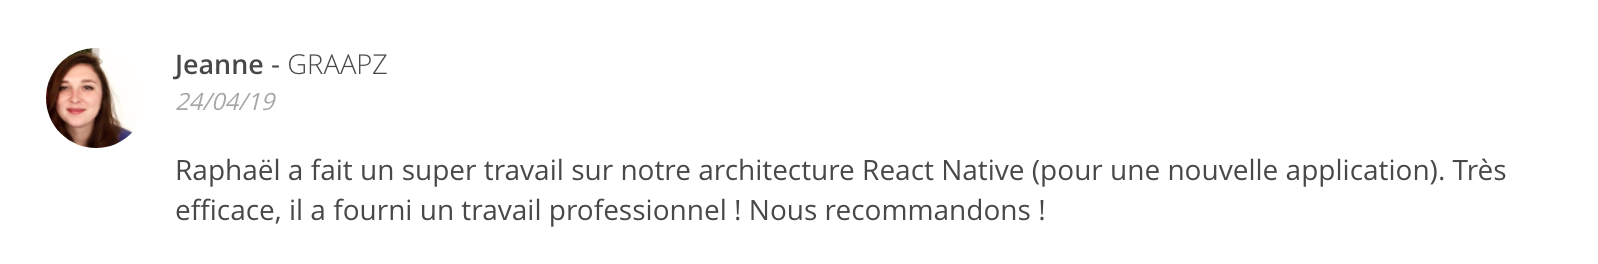 Jeanne - GRAAPZ
24/04/19
Raphaël a fait un super travail sur notre architecture React Native (pour une nouvelle application). Très
efficace, il a fourni un travail professionnel ! Nous recommandons !